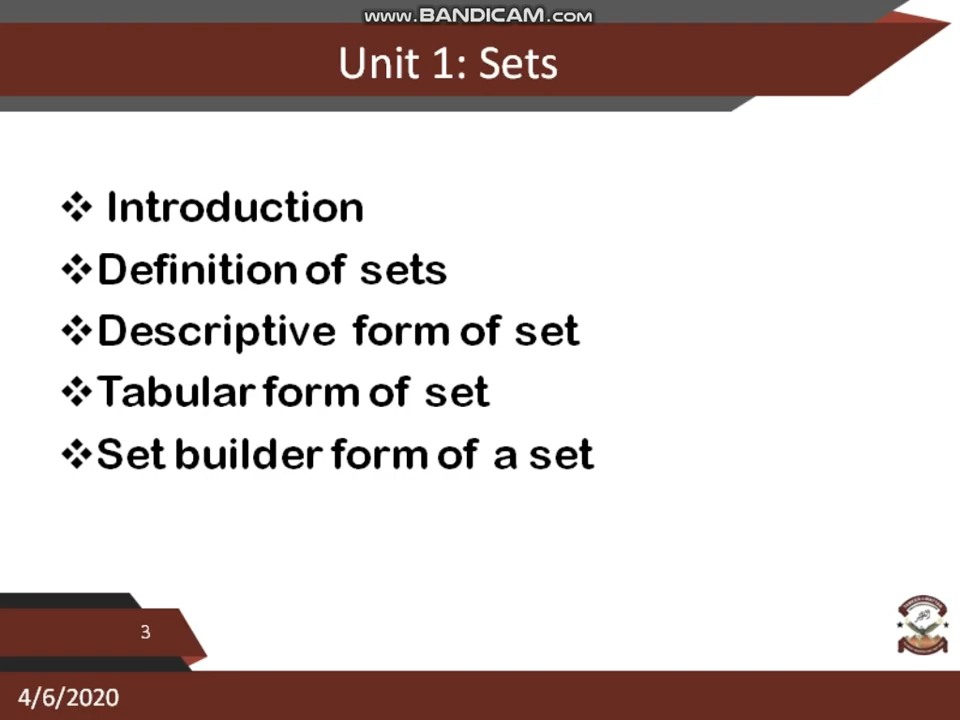 www.BANDICAM.com
Unit 1: Sets
❖ Introduction
❖Definition of sets
❖Descriptive form of set
❖Tabular form of set
❖Set builder form of a set
3
4/6/2020